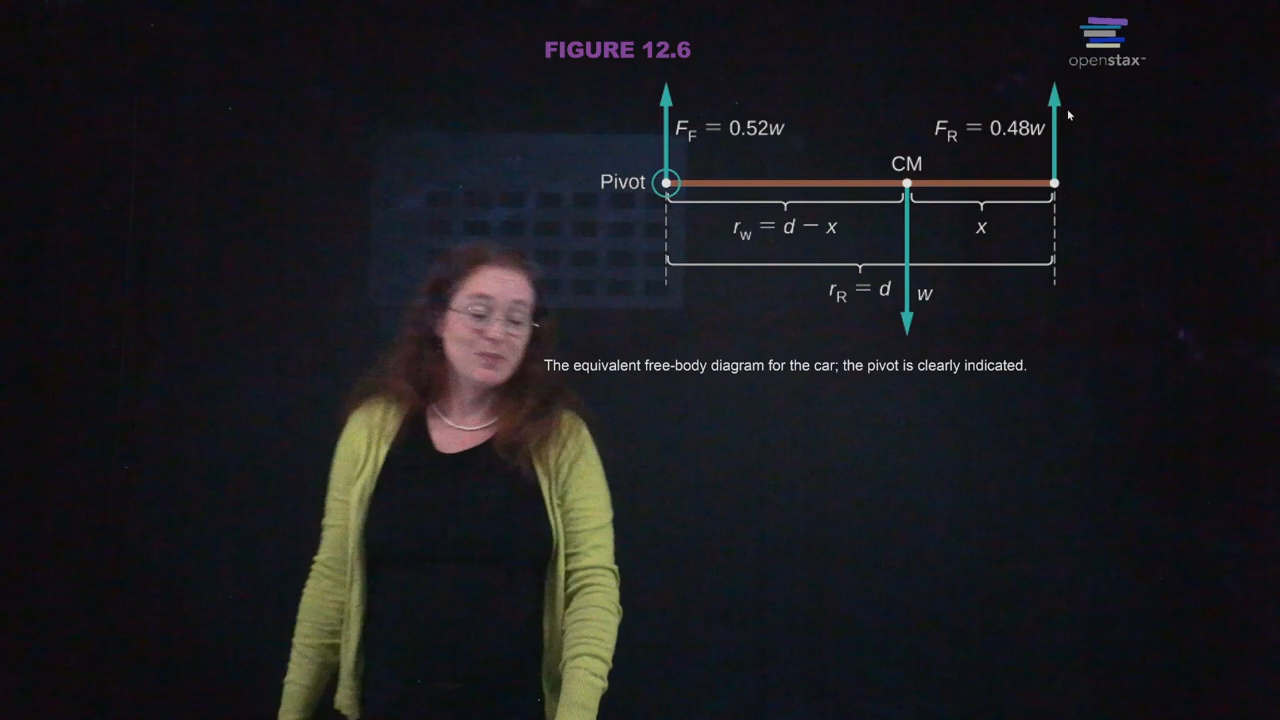 FIGURE 12.6
openstax™
F_F = 0.52w
F_R = 0.48w
CM
Pivot
r_w = d − x
x
r_R = d
w
The equivalent free-body diagram for the car; the pivot is clearly indicated.